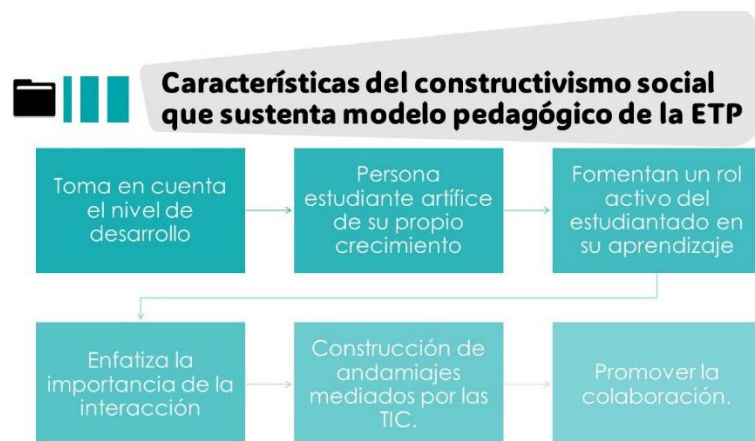 Características del constructivismo social
que sustenta modelo pedagógico de la ETP
Toma en cuenta
el nivel de
desarrollo
Persona
estudiante artífice
de su propio
crecimiento
Fomentan un rol
activo del
estudiantado en
su aprendizaje
Enfatiza la
importancia de la
interacción
Construcción de
andamiajes
mediados por las
TIC.
Promover la
colaboración.